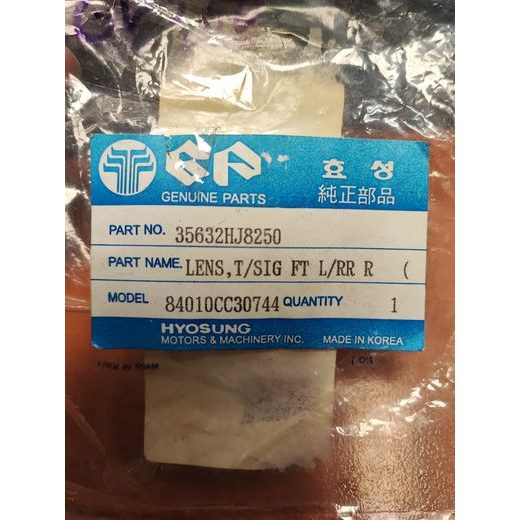 GP 효성
GENUINE PARTS 純正部品
PART NO. 35632HJ8250
PART NAME. LENS,T/SIG FT L/RR R (
MODEL 84010CC30744 QUANTITY 1
HYOSUNG
MOTORS & MACHINERY INC. MADE IN KOREA